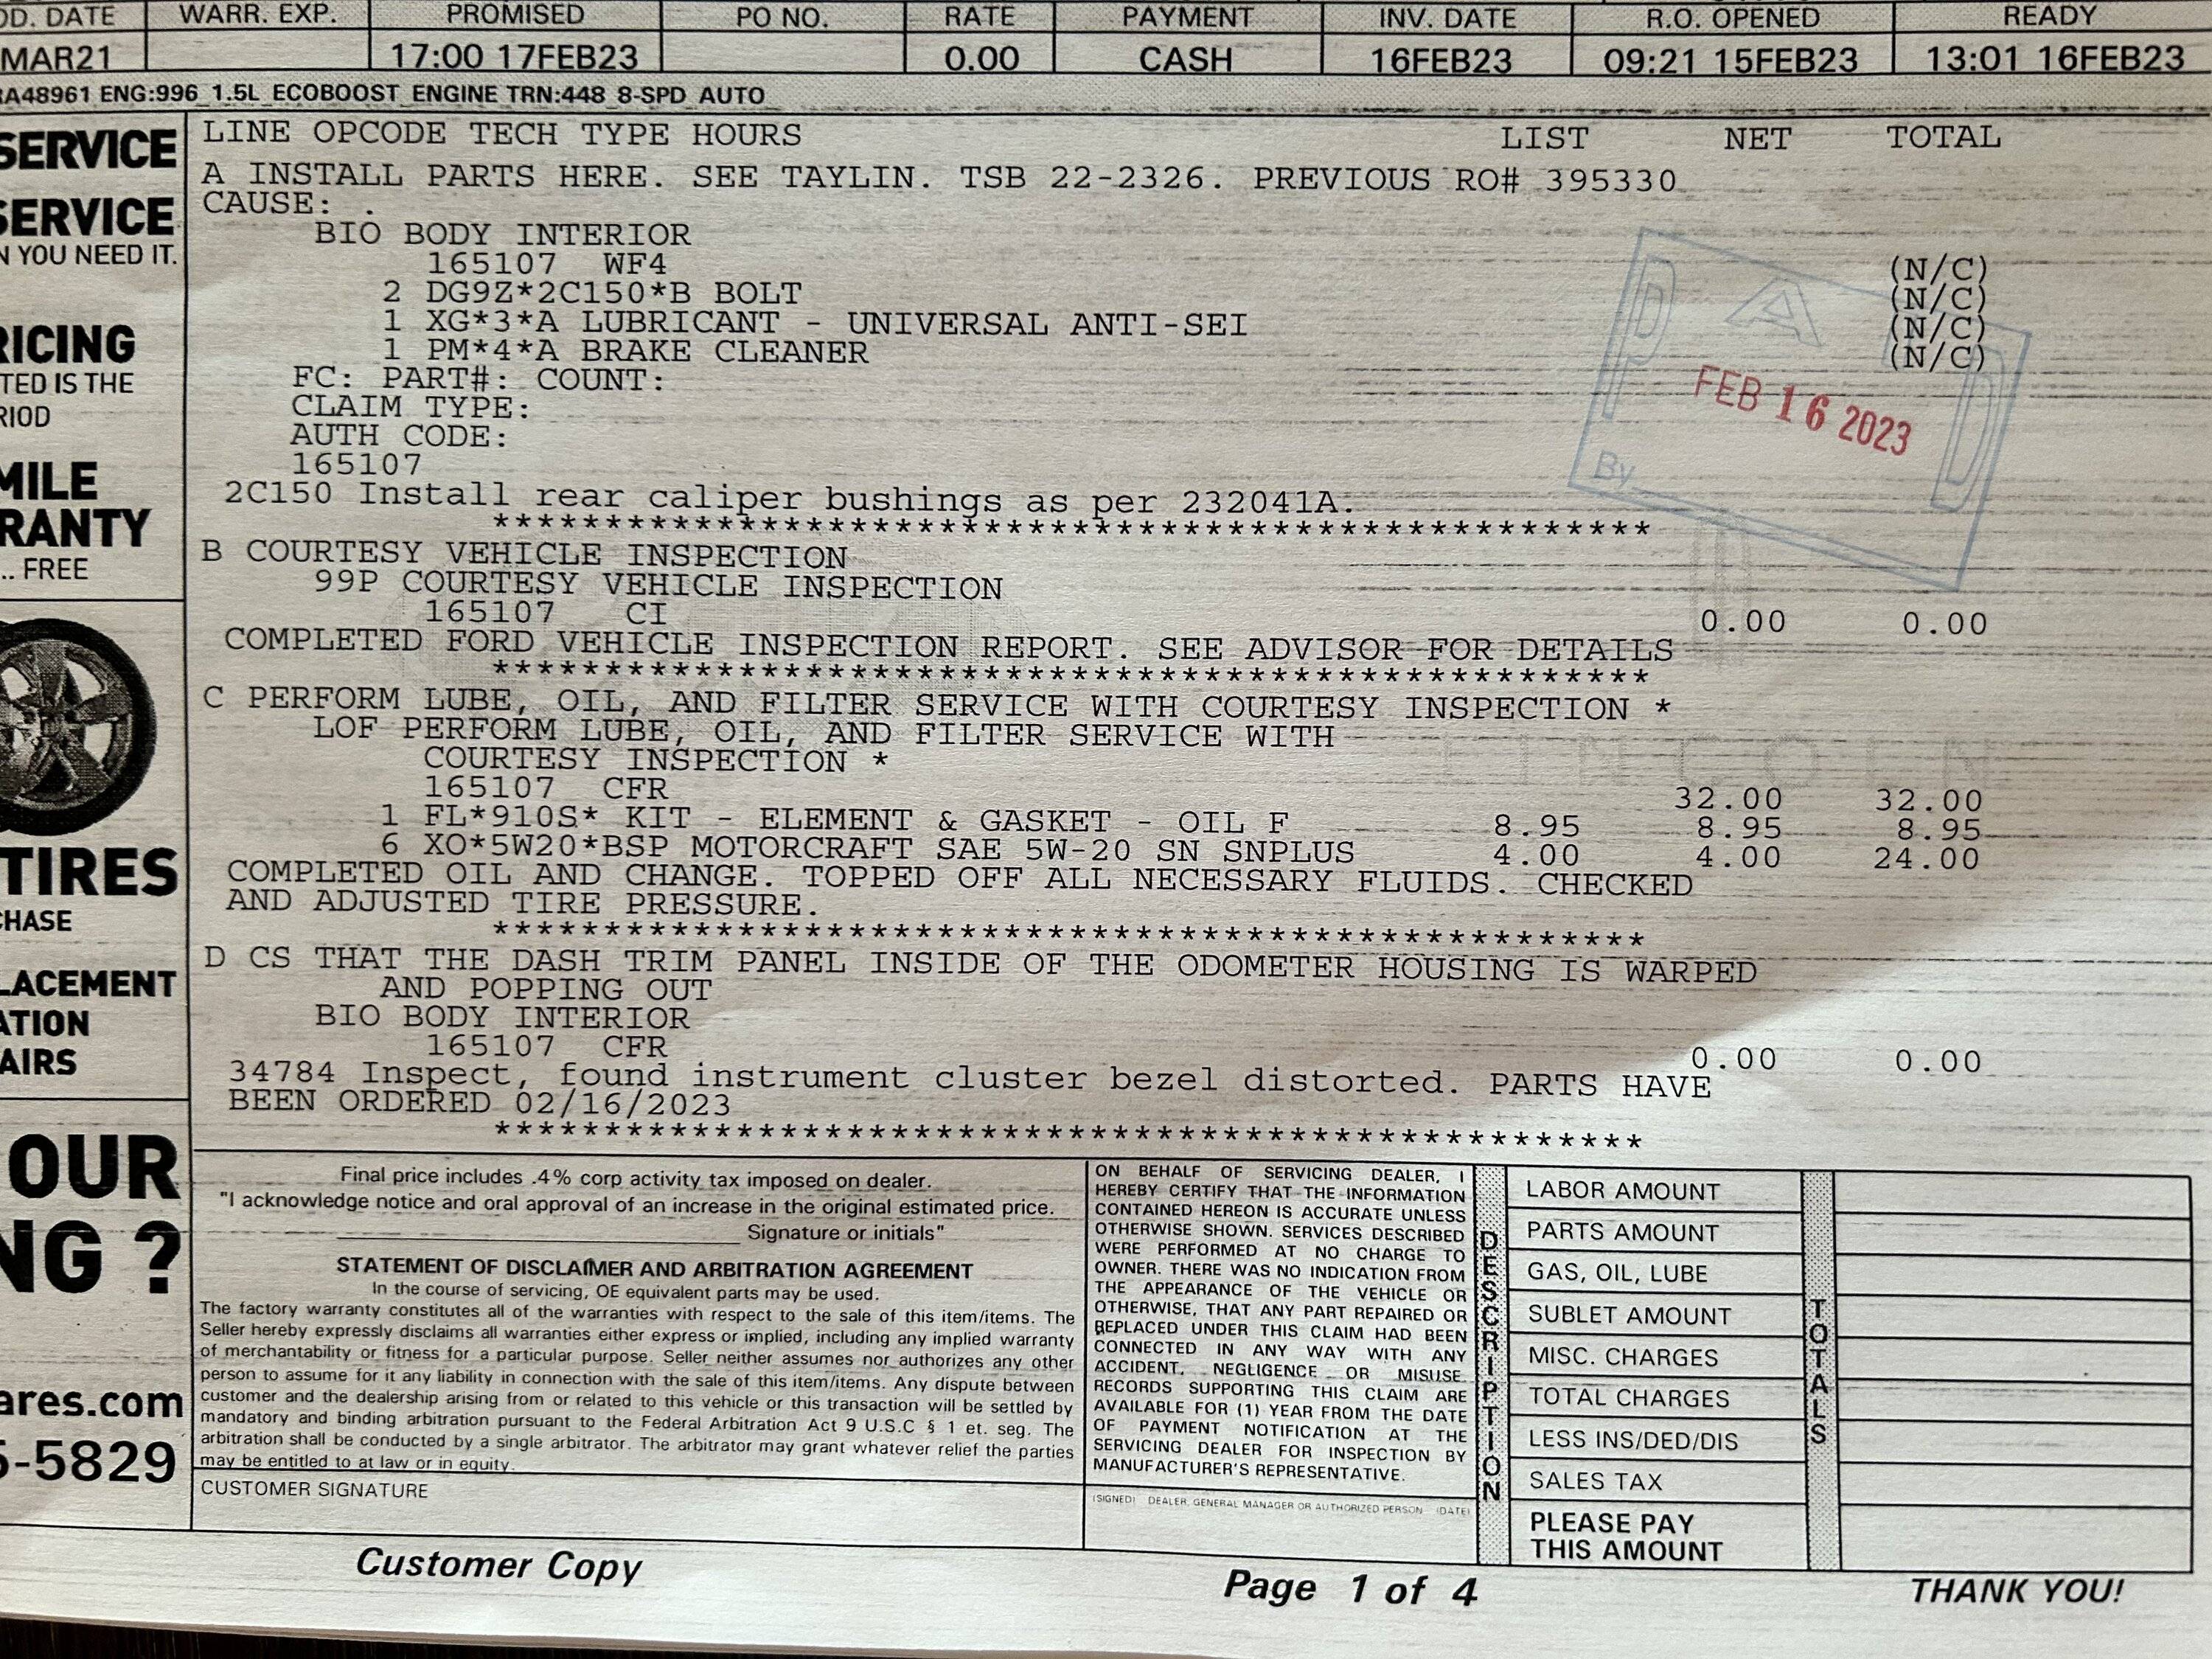 DD. DATE WARR. EXP. PROMISED PO NO. RATE PAYMENT INV. DATE R.O. OPENED READY
MAR21 17:00 17FEB23 0.00 CASH 16FEB23 09:21 15FEB23 13:01 16FEB23
RA48961 ENG:996_1.5L_ECOBOOST_ENGINE TRN:448_8-SPD_AUTO
LINE OPCODE TECH TYPE HOURS LIST NET TOTAL
A INSTALL PARTS HERE. SEE TAYLIN. TSB 22-2326. PREVIOUS RO# 395330
CAUSE: .
BIO BODY INTERIOR
165107 WF4 (N/C)
2 DG9Z*2C150*B BOLT (N/C)
1 XG*3*A LUBRICANT - UNIVERSAL ANTI-SEI (N/C)
1 PM*4*A BRAKE CLEANER (N/C)
FC: PART#: COUNT:
CLAIM TYPE:
AUTH CODE:
165107
2C150 Install rear caliper bushings as per 232041A.
****************************************************
B COURTESY VEHICLE INSPECTION
99P COURTESY VEHICLE INSPECTION
165107 CI 0.00 0.00
COMPLETED FORD VEHICLE INSPECTION REPORT. SEE ADVISOR FOR DETAILS
****************************************************
C PERFORM LUBE, OIL, AND FILTER SERVICE WITH COURTESY INSPECTION *
LOF PERFORM LUBE, OIL, AND FILTER SERVICE WITH
COURTESY INSPECTION *
165107 CFR 32.00 32.00
1 FL*910S* KIT - ELEMENT & GASKET - OIL F 8.95 8.95 8.95
6 XO*5W20*BSP MOTORCRAFT SAE 5W-20 SN SNPLUS 4.00 4.00 24.00
COMPLETED OIL AND CHANGE. TOPPED OFF ALL NECESSARY FLUIDS. CHECKED
AND ADJUSTED TIRE PRESSURE.
****************************************************
D CS THAT THE DASH TRIM PANEL INSIDE OF THE ODOMETER HOUSING IS WARPED
AND POPPING OUT
BIO BODY INTERIOR
165107 CFR 0.00 0.00
34784 Inspect, found instrument cluster bezel distorted. PARTS HAVE
BEEN ORDERED 02/16/2023
****************************************************
PAID
FEB 16 2023
By
LINCOLN
SERVICE
SERVICE
N YOU NEED IT.
RICING
TED IS THE
RIOD
MILE
RRANTY
... FREE
TIRES
CHASE
LACEMENT
ATION
AIRS
OUR
NG ?
ares.com
5-5829
Final price includes .4% corp activity tax imposed on dealer.
"I acknowledge notice and oral approval of an increase in the original estimated price.
Signature or initials"
STATEMENT OF DISCLAIMER AND ARBITRATION AGREEMENT
In the course of servicing, OE equivalent parts may be used.
The factory warranty constitutes all of the warranties with respect to the sale of this item/items. The
Seller hereby expressly disclaims all warranties either express or implied, including any implied warranty
of merchantability or fitness for a particular purpose. Seller neither assumes nor authorizes any other
person to assume for it any liability in connection with the sale of this item/items. Any dispute between
customer and the dealership arising from or related to this vehicle or this transaction will be settled by
mandatory and binding arbitration pursuant to the Federal Arbitration Act 9 U.S.C § 1 et. seg. The
arbitration shall be conducted by a single arbitrator. The arbitrator may grant whatever relief the parties
may be entitled to at law or in equity.
CUSTOMER SIGNATURE
ON BEHALF OF SERVICING DEALER, I
HEREBY CERTIFY THAT THE INFORMATION
CONTAINED HEREON IS ACCURATE UNLESS
OTHERWISE SHOWN. SERVICES DESCRIBED
WERE PERFORMED AT NO CHARGE TO
OWNER. THERE WAS NO INDICATION FROM
THE APPEARANCE OF THE VEHICLE OR
OTHERWISE, THAT ANY PART REPAIRED OR
REPLACED UNDER THIS CLAIM HAD BEEN
CONNECTED IN ANY WAY WITH ANY
ACCIDENT, NEGLIGENCE OR MISUSE.
RECORDS SUPPORTING THIS CLAIM ARE
AVAILABLE FOR (1) YEAR FROM THE DATE
OF PAYMENT NOTIFICATION AT THE
SERVICING DEALER FOR INSPECTION BY
MANUFACTURER'S REPRESENTATIVE.
(SIGNED) DEALER, GENERAL MANAGER OR AUTHORIZED PERSON (DATE)
DESCRIPTION
LABOR AMOUNT
PARTS AMOUNT
GAS, OIL, LUBE
SUBLET AMOUNT
MISC. CHARGES
TOTAL CHARGES
LESS INS/DED/DIS
SALES TAX
PLEASE PAY
THIS AMOUNT
TOTALS
Customer Copy
Page 1 of 4
THANK YOU!